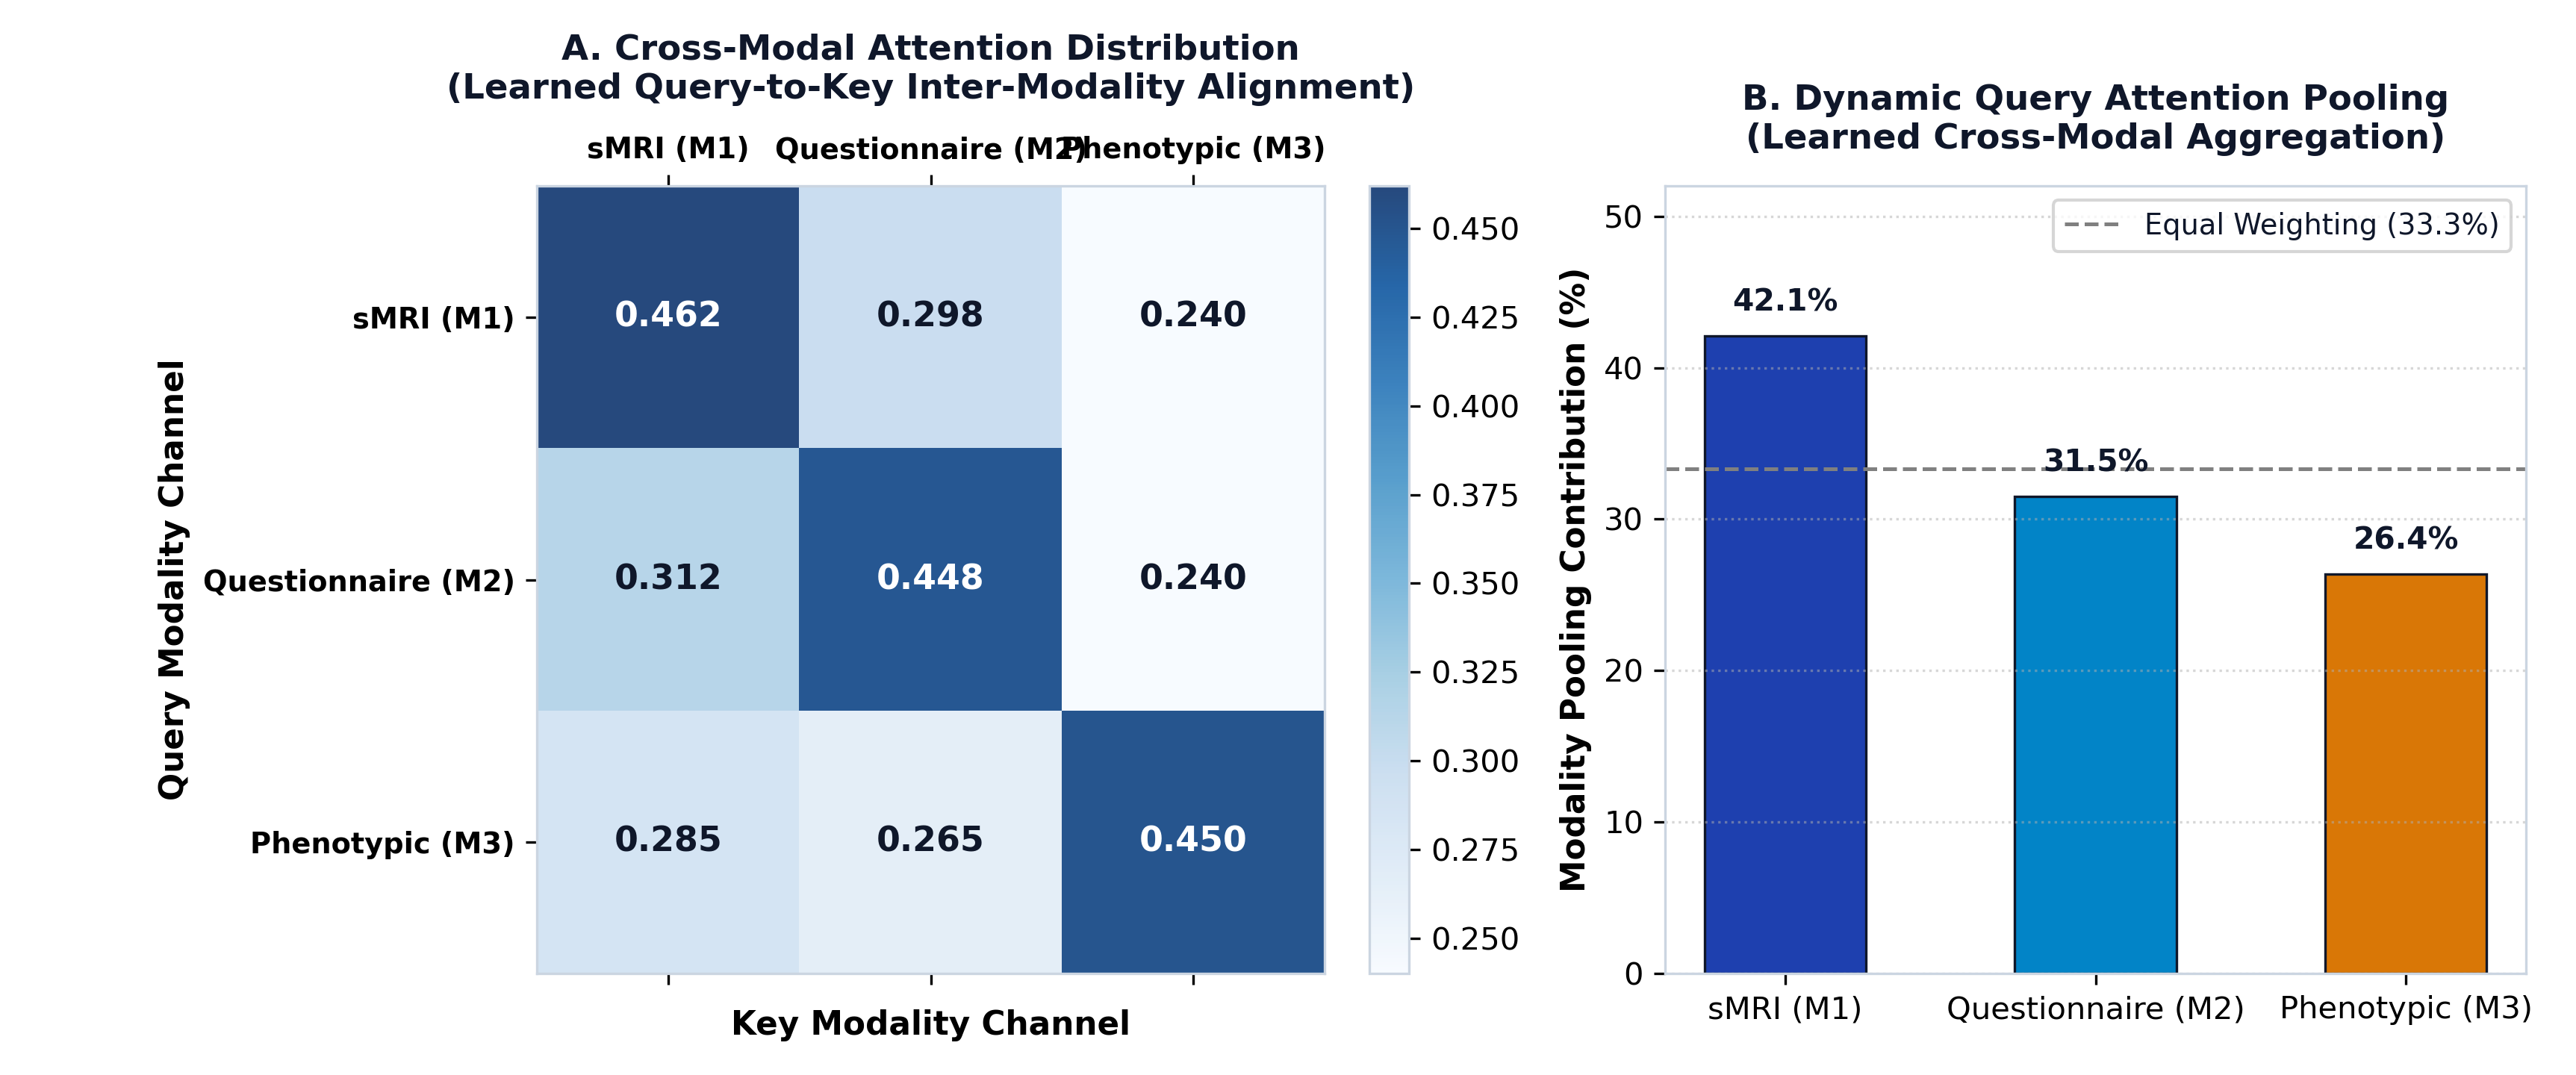 A. Cross-Modal Attention Distribution
(Learned Query-to-Key Inter-Modality Alignment)
sMRI (M1) Questionnaire (M2) Phenotypic (M3)
Query Modality Channel
sMRI (M1) 0.462 0.298 0.240
Questionnaire (M2) 0.312 0.448 0.240
Phenotypic (M3) 0.285 0.265 0.450
Key Modality Channel
0.450
0.425
0.400
0.375
0.350
0.325
0.300
0.275
0.250
B. Dynamic Query Attention Pooling
(Learned Cross-Modal Aggregation)
Modality Pooling Contribution (%)
50
40
30
20
10
0
Equal Weighting (33.3%)
42.1%
31.5%
26.4%
sMRI (M1) Questionnaire (M2) Phenotypic (M3)